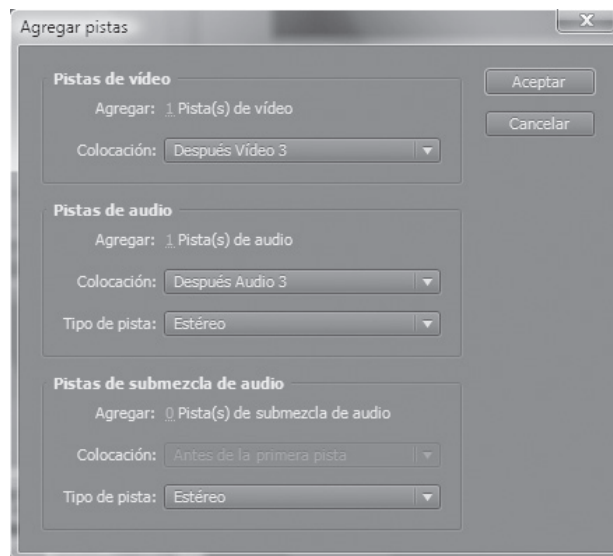 Agregar pistas
X
Pistas de vídeo
Agregar: 1 Pista(s) de vídeo
Colocación: Después Vídeo 3
Aceptar
Cancelar
Pistas de audio
Agregar: 1 Pista(s) de audio
Colocación: Después Audio 3
Tipo de pista: Estéreo
Pistas de submezcla de audio
Agregar: 0 Pista(s) de submezcla de audio
Colocación: Antes de la primera pista
Tipo de pista: Estéreo